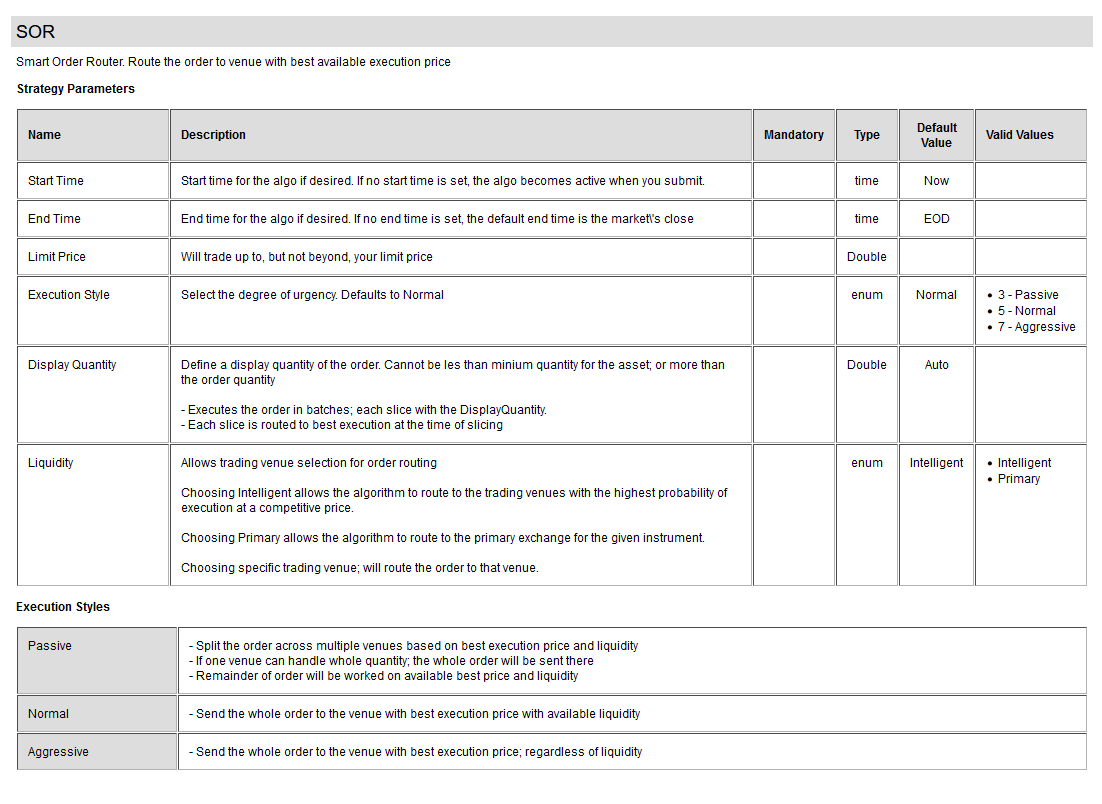 SOR
Smart Order Router. Route the order to venue with best available execution price
Strategy Parameters
Name Description Mandatory Type Default Value Valid Values
Start Time Start time for the algo if desired. If no start time is set, the algo becomes active when you submit. time Now
End Time End time for the algo if desired. If no end time is set, the default end time is the market\'s close time EOD
Limit Price Will trade up to, but not beyond, your limit price Double
Execution Style Select the degree of urgency. Defaults to Normal enum Normal • 3 - Passive
• 5 - Normal
• 7 - Aggressive
Display Quantity Define a display quantity of the order. Cannot be les than minium quantity for the asset; or more than Double Auto
the order quantity
- Executes the order in batches; each slice with the DisplayQuantity.
- Each slice is routed to best execution at the time of slicing
Liquidity Allows trading venue selection for order routing enum Intelligent • Intelligent
• Primary
Choosing Intelligent allows the algorithm to route to the trading venues with the highest probability of
execution at a competitive price.
Choosing Primary allows the algorithm to route to the primary exchange for the given instrument.
Choosing specific trading venue; will route the order to that venue.
Execution Styles
Passive - Split the order across multiple venues based on best execution price and liquidity
- If one venue can handle whole quantity; the whole order will be sent there
- Remainder of order will be worked on available best price and liquidity
Normal - Send the whole order to the venue with best execution price with available liquidity
Aggressive - Send the whole order to the venue with best execution price; regardless of liquidity